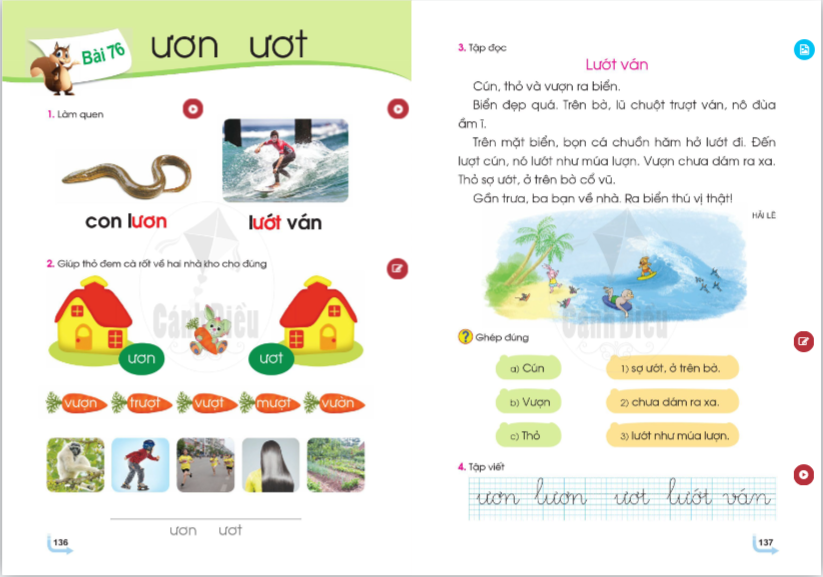 Bài 76
ươn ươt
1. Làm quen
con lươn
lướt ván
2. Giúp thỏ đem cà rốt về hai nhà kho cho đúng
Cánh Diều
ươn
ươt
vượn
trượt
vượt
mượt
vườn
ươn ươt
136
3. Tập đọc
Lướt ván
Cún, thỏ và vượn ra biển.
Biển đẹp quá. Trên bờ, lũ chuột trượt ván, nô đùa
ầm ĩ.
Trên mặt biển, bọn cá chuồn hăm hở lướt đi. Đến
lượt cún, nó lướt như múa lượn. Vượn chưa dám ra xa.
Thỏ sợ ướt, ở trên bờ cổ vũ.
Gần trưa, ba bạn về nhà. Ra biển thú vị thật!
HẢI LÊ
Cánh Diều
? Ghép đúng
a) Cún
1) sợ ướt, ở trên bờ.
b) Vượn
2) chưa dám ra xa.
c) Thỏ
3) lướt như múa lượn.
4. Tập viết
ươn lươn ươt lướt ván
137